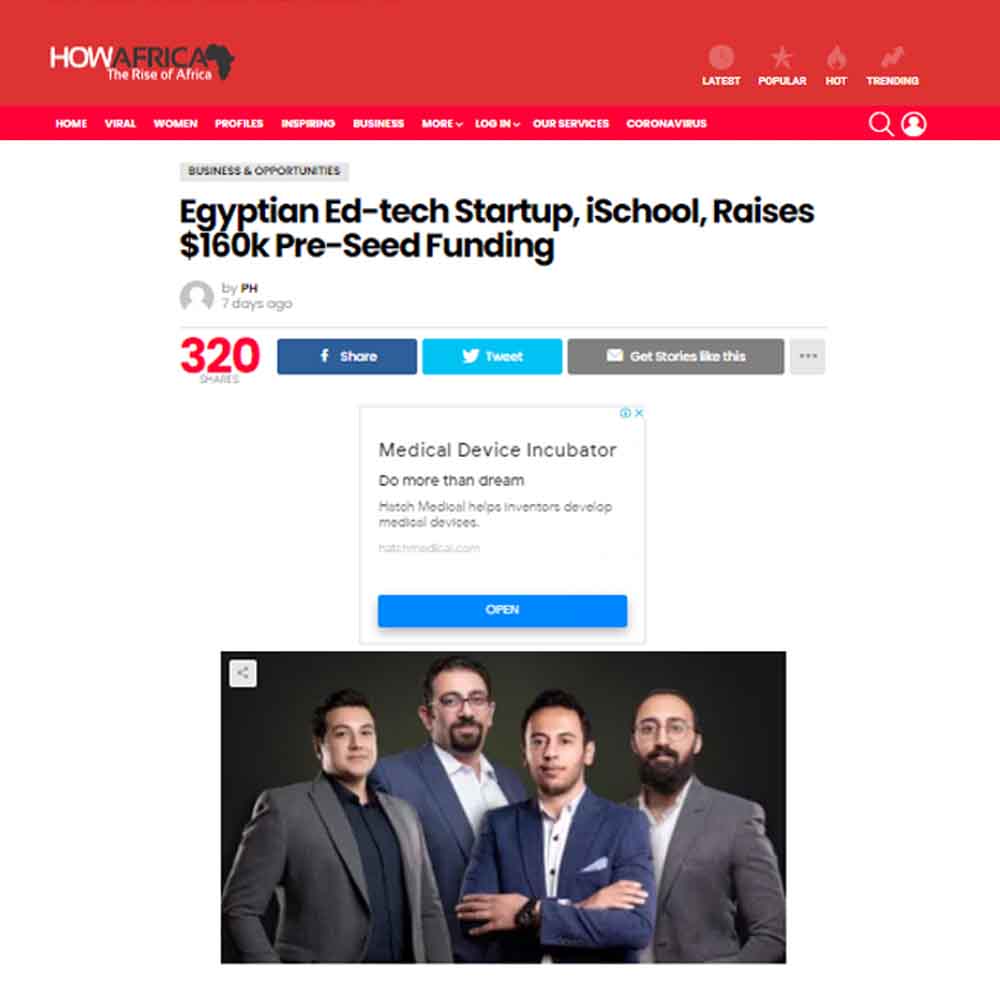 HOWAFRICA
The Rise of Africa
LATEST POPULAR HOT TRENDING
HOME VIRAL WOMEN PROFILES INSPIRING BUSINESS MORE LOG IN OUR SERVICES CORONAVIRUS
BUSINESS & OPPORTUNITIES
Egyptian Ed-tech Startup, iSchool, Raises
$160k Pre-Seed Funding
by PH
7 days ago
320
SHARES
Share Tweet Get Stories like this
Medical Device Incubator
Do more than dream
Hatch Medical helps inventors develop
medical devices.
hatchmedical.com
OPEN